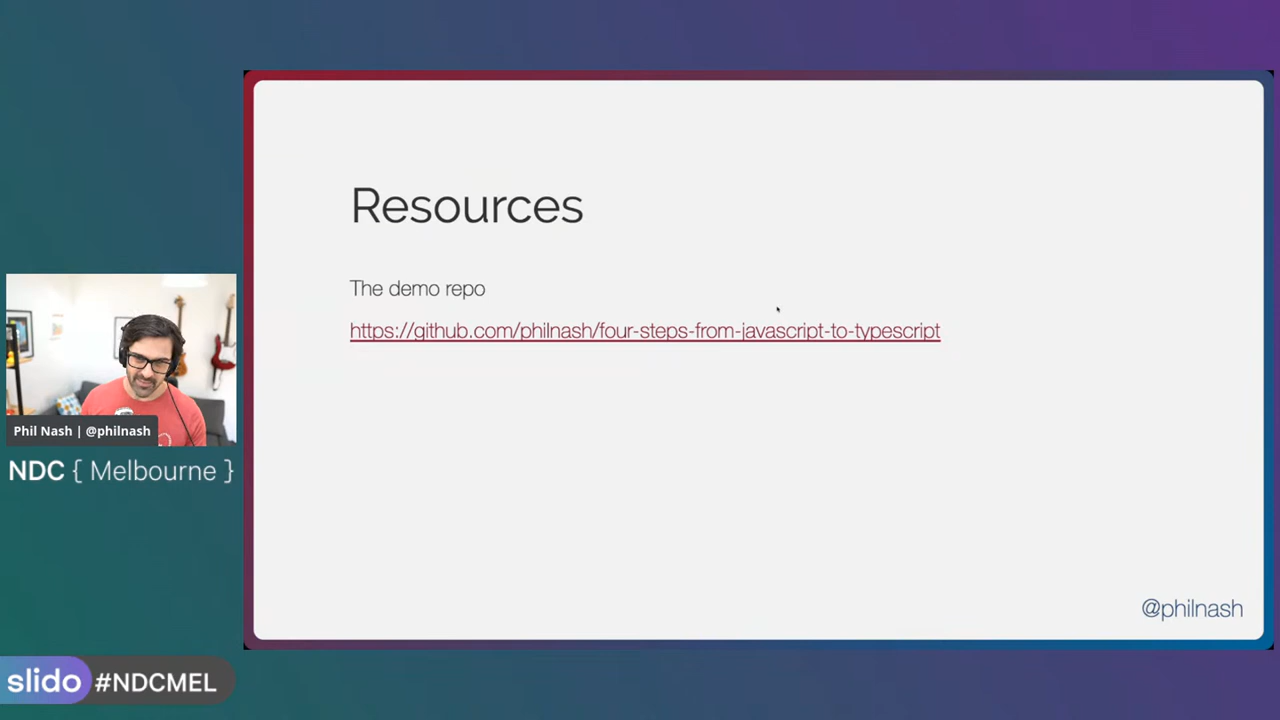 Resources
The demo repo
https://github.com/philnash/four-steps-from-javascript-to-typescript
@philnash
Phil Nash | @philnash
NDC { Melbourne }
slido #NDCMEL